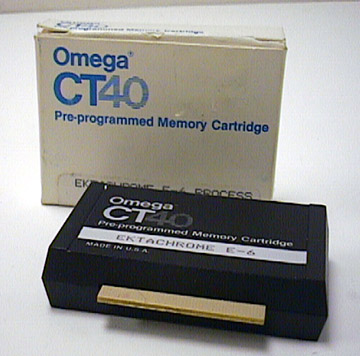 Omega®
CT40
Pre-programmed Memory Cartridge
EKTACHROME E-6 PROCESS
Omega
CT40
Pre-programmed Memory Cartridge
EKTACHROME E-6
MADE IN U.S.A.